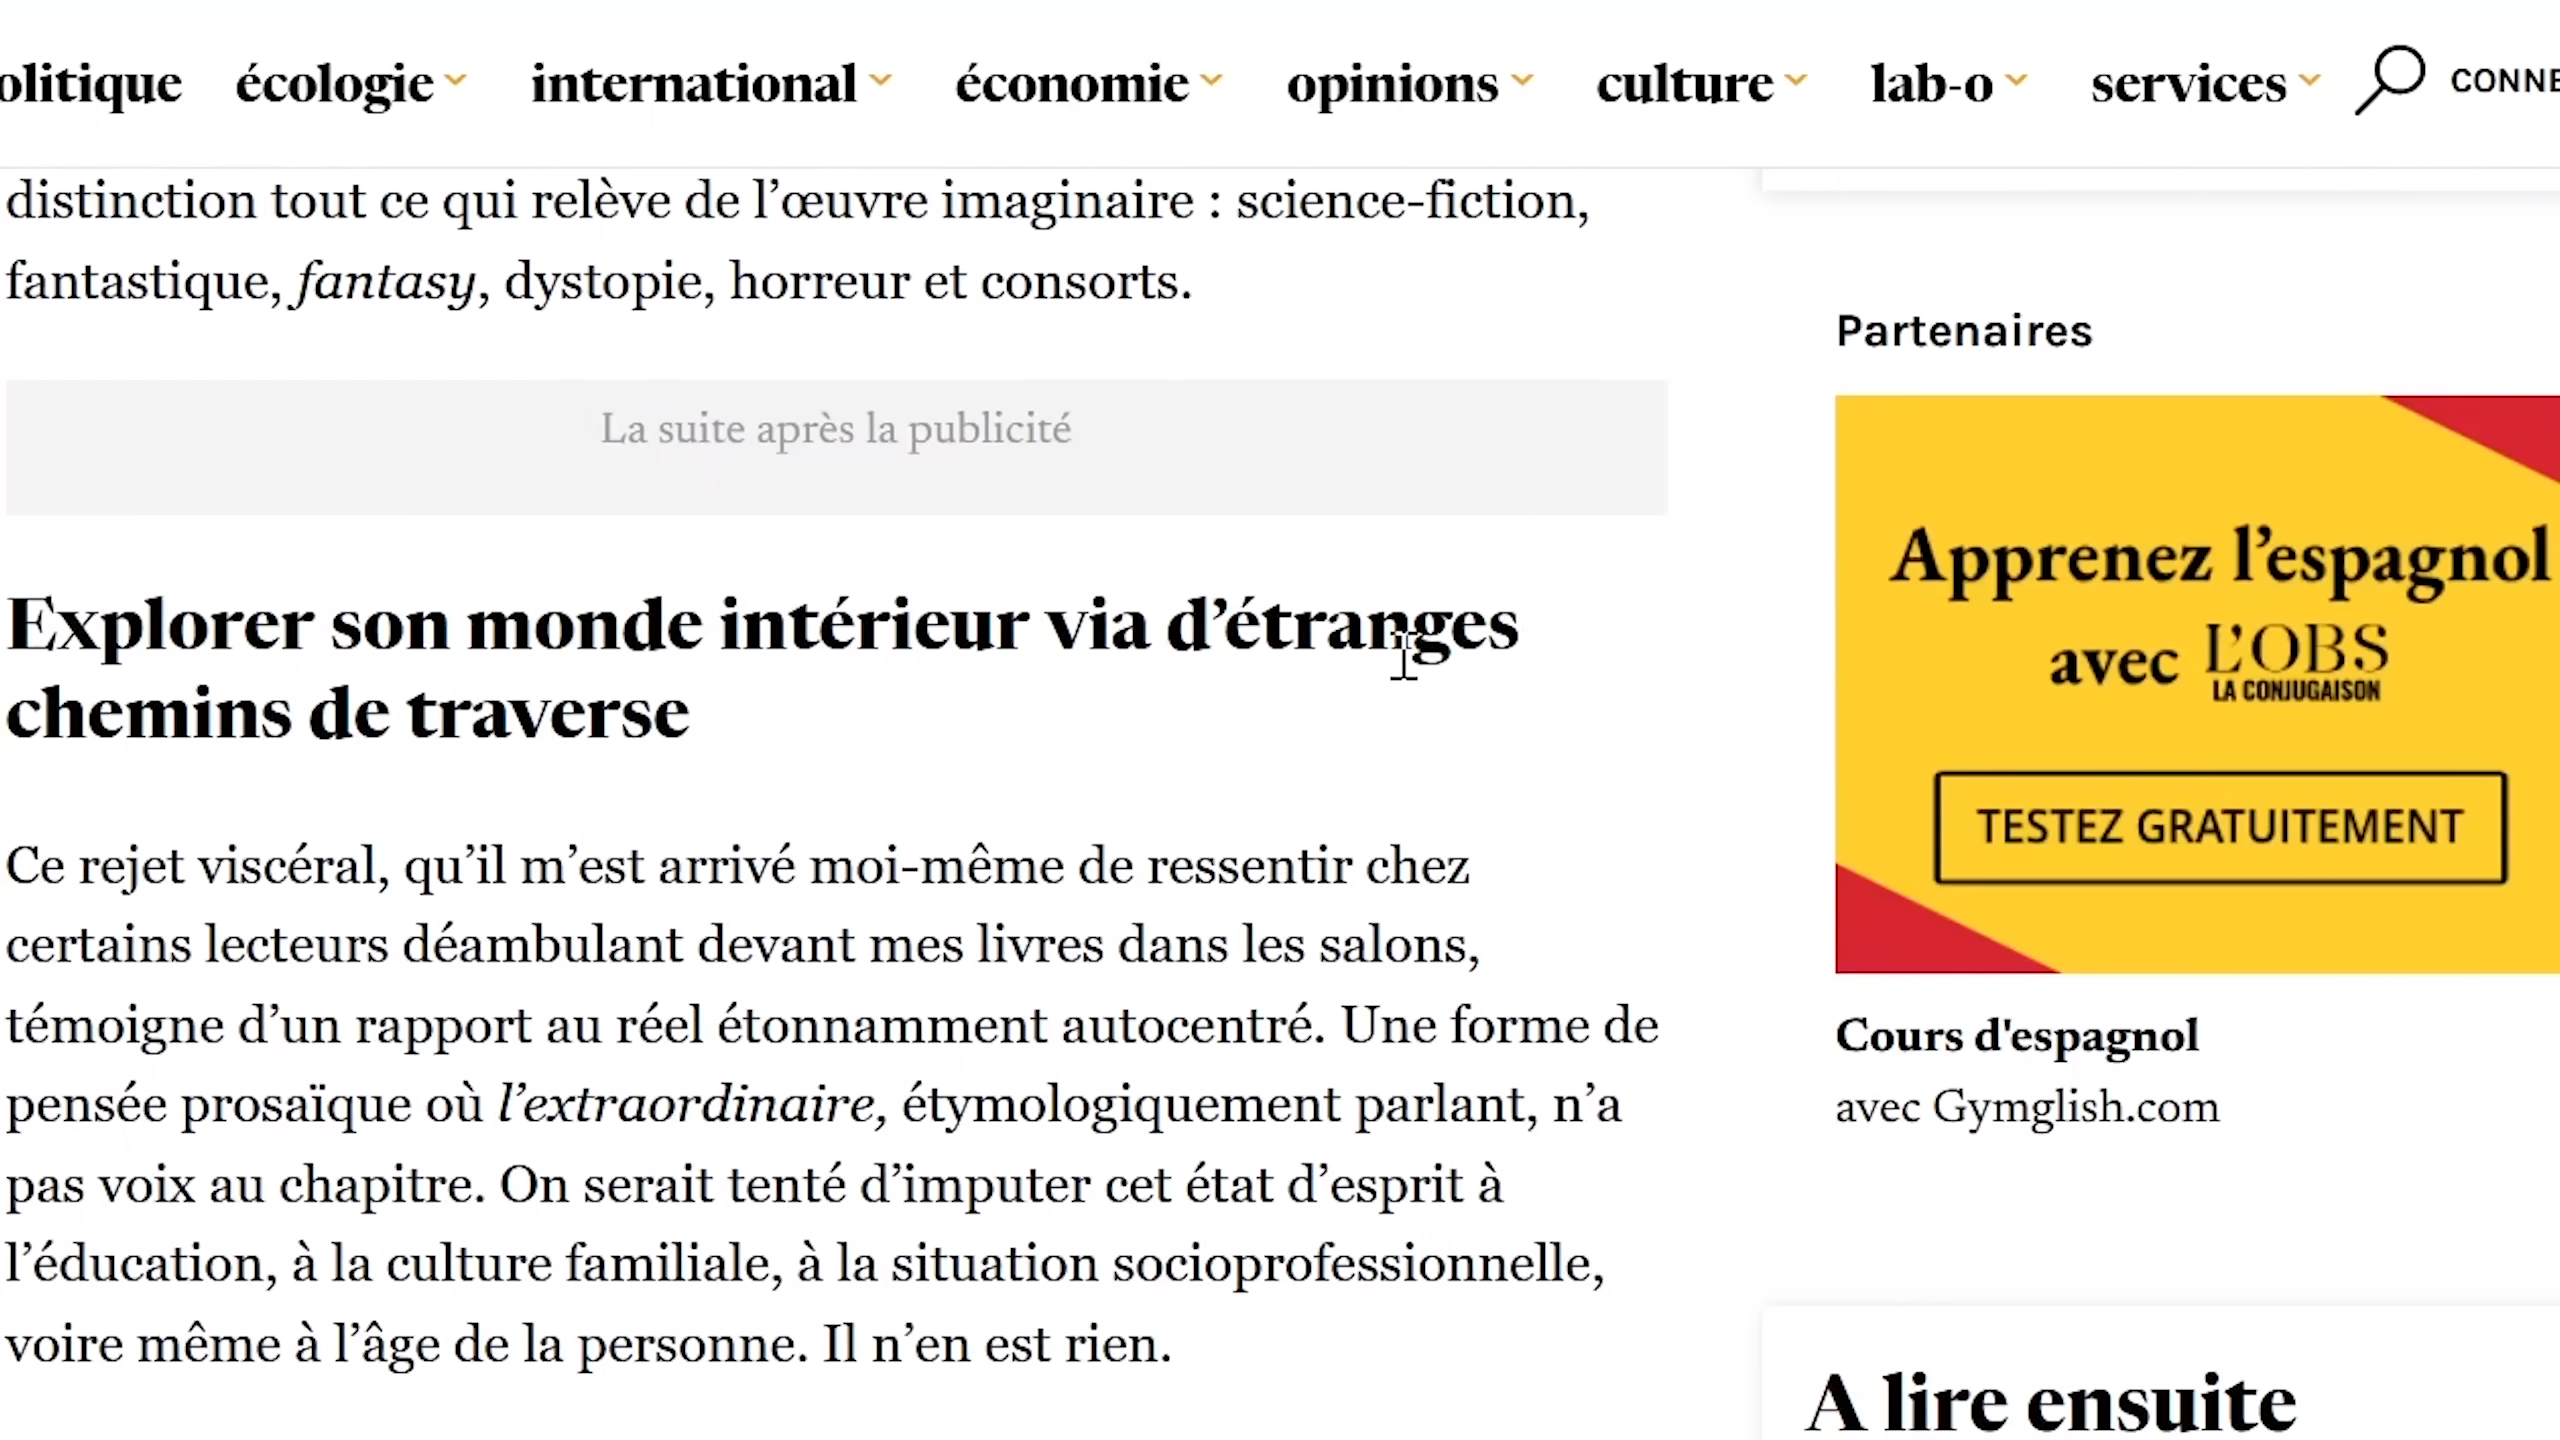 olitique écologie international économie opinions culture lab-o services CONNE
distinction tout ce qui relève de l’œuvre imaginaire : science-fiction,
fantastique, fantasy, dystopie, horreur et consorts.
La suite après la publicité
Explorer son monde intérieur via d’étranges
chemins de traverse
Ce rejet viscéral, qu’il m’est arrivé moi-même de ressentir chez
certains lecteurs déambulant devant mes livres dans les salons,
témoigne d’un rapport au réel étonnamment autocentré. Une forme de
pensée prosaïque où l’extraordinaire, étymologiquement parlant, n’a
pas voix au chapitre. On serait tenté d’imputer cet état d’esprit à
l’éducation, à la culture familiale, à la situation socioprofessionnelle,
voire même à l’âge de la personne. Il n’en est rien.
Partenaires
Apprenez l’espagnol
avec L’OBS
LA CONJUGAISON
TESTEZ GRATUITEMENT
Cours d'espagnol
avec Gymglish.com
A lire ensuite